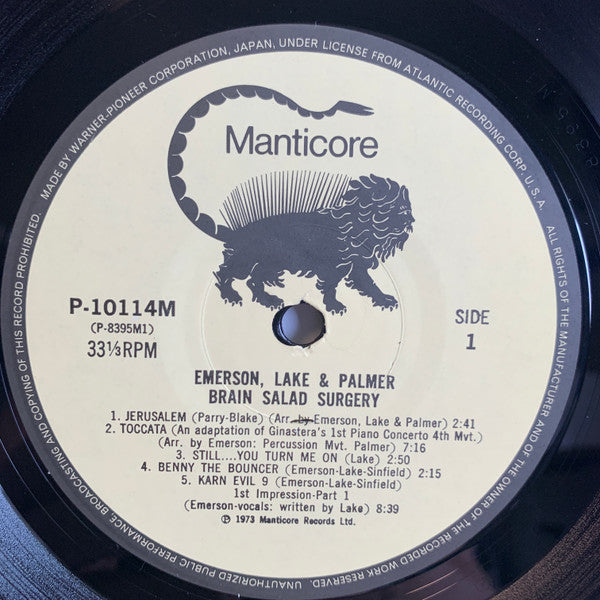 MADE BY WARNER-PIONEER CORPORATION, JAPAN, UNDER LICENSE FROM ATLANTIC RECORDING CORP. U.S.A. ALL RIGHTS OF THE MANUFACTURER AND OF THE OWNER OF THE RECORDED WORK RESERVED. UNAUTHORIZED PUBLIC PERFORMANCE, BROADCASTING AND COPYING OF THIS RECORD PROHIBITED.
Manticore
P-10114M
(P-8395M1)
33⅓RPM
SIDE
1
EMERSON, LAKE & PALMER
BRAIN SALAD SURGERY
1. JERUSALEM (Parry-Blake) (Arr. by Emerson, Lake & Palmer) 2:41
2. TOCCATA (An adaptation of Ginastera's 1st Piano Concerto 4th Mvt.)
(Arr. by Emerson: Percussion Mvt. Palmer) 7:16
3. STILL....YOU TURN ME ON (Lake) 2:50
4. BENNY THE BOUNCER (Emerson-Lake-Sinfield) 2:15
5. KARN EVIL 9 (Emerson-Lake-Sinfield)
1st Impression-Part 1
(Emerson-vocals: written by Lake) 8:39
℗ 1973 Manticore Records Ltd.